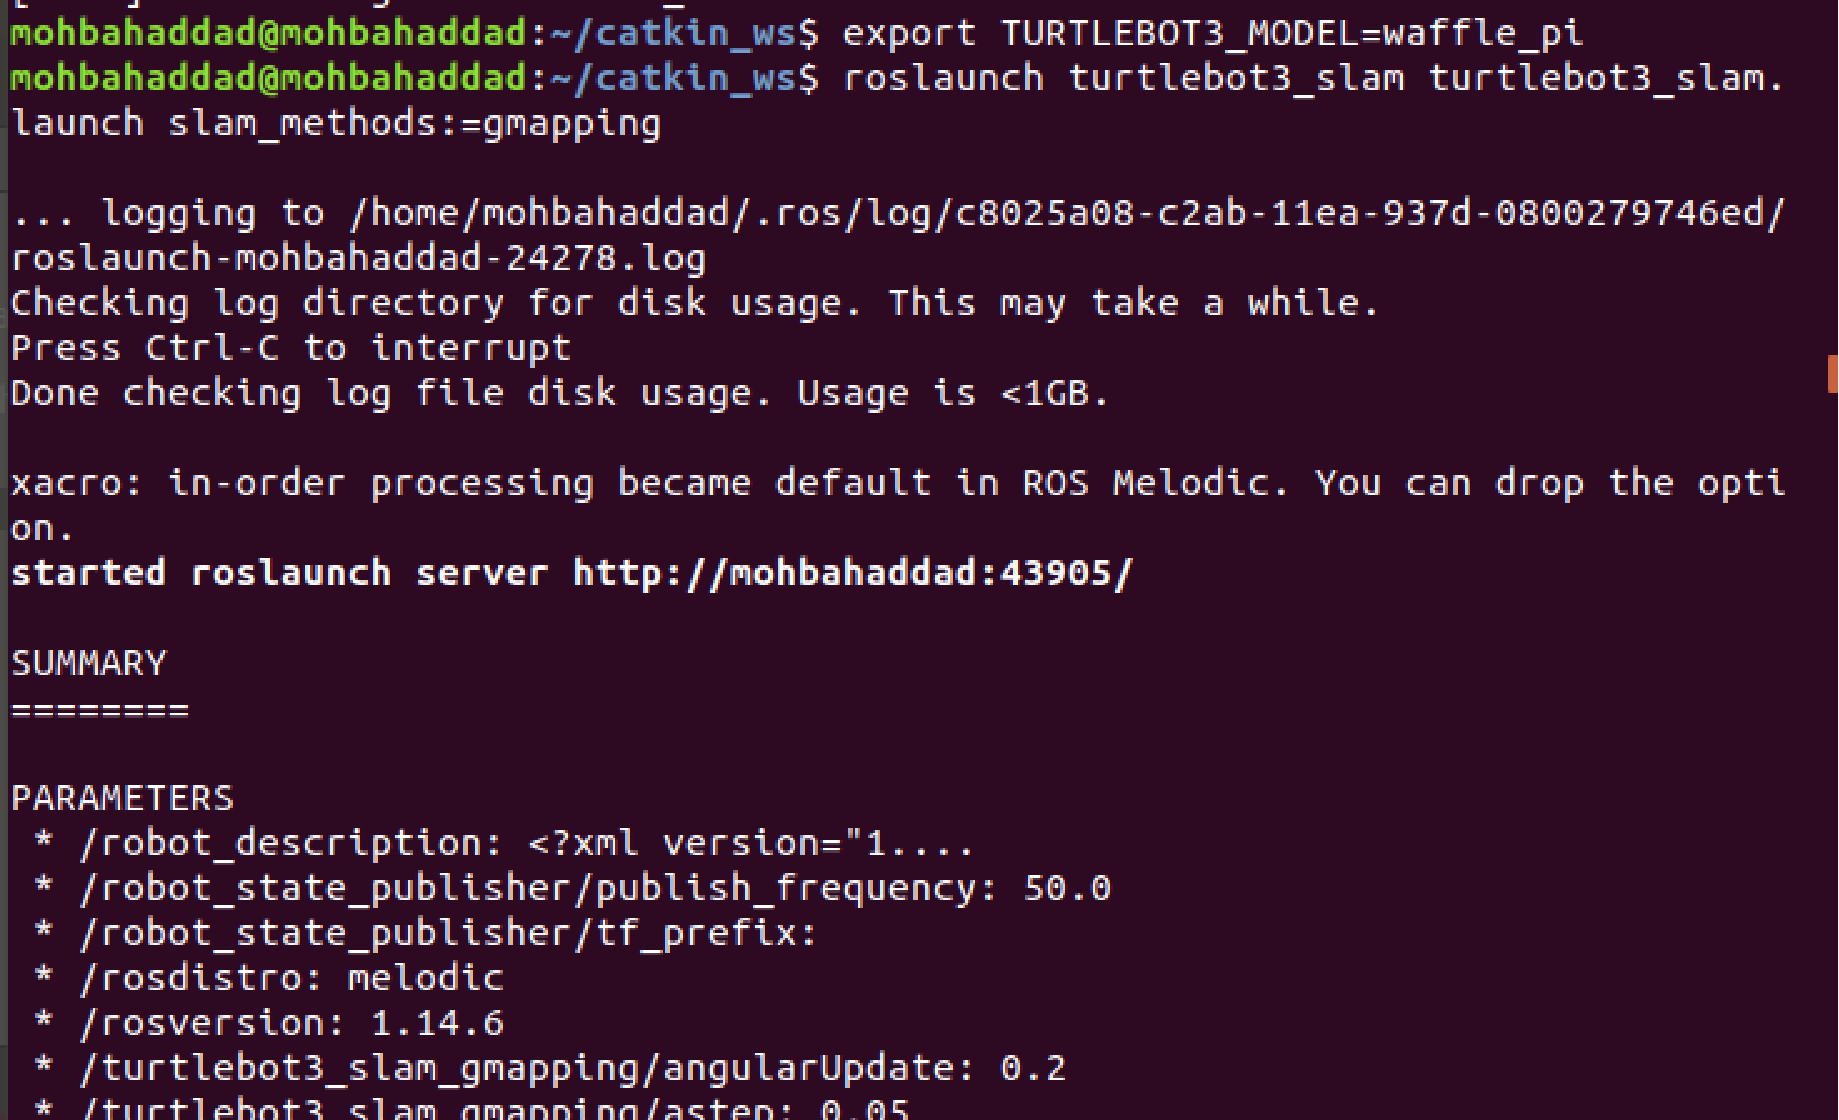 mohbahaddad@mohbahaddad:~/catkin_ws$ export TURTLEBOT3_MODEL=waffle_pi
mohbahaddad@mohbahaddad:~/catkin_ws$ roslaunch turtlebot3_slam turtlebot3_slam.
launch slam_methods:=gmapping
... logging to /home/mohbahaddad/.ros/log/c8025a08-c2ab-11ea-937d-0800279746ed/
roslaunch-mohbahaddad-24278.log
Checking log directory for disk usage. This may take a while.
Press Ctrl-C to interrupt
Done checking log file disk usage. Usage is <1GB.
xacro: in-order processing became default in ROS Melodic. You can drop the opti
on.
started roslaunch server http://mohbahaddad:43905/
SUMMARY
========
PARAMETERS
* /robot_description: <?xml version="1....
* /robot_state_publisher/publish_frequency: 50.0
* /robot_state_publisher/tf_prefix:
* /rosdistro: melodic
* /rosversion: 1.14.6
* /turtlebot3_slam_gmapping/angularUpdate: 0.2
* /turtlebot3_slam_gmapping/astep: 0.05